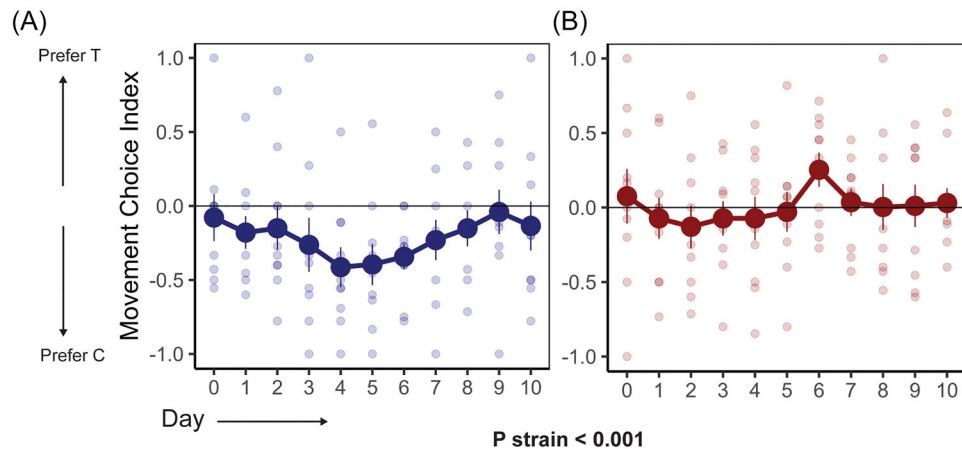 (A)
(B)
Prefer T
Prefer C
Movement Choice Index
1.0
0.5
0.0
-0.5
-1.0
0 1 2 3 4 5 6 7 8 9 10
1.0
0.5
0.0
-0.5
-1.0
0 1 2 3 4 5 6 7 8 9 10
Day
P strain < 0.001